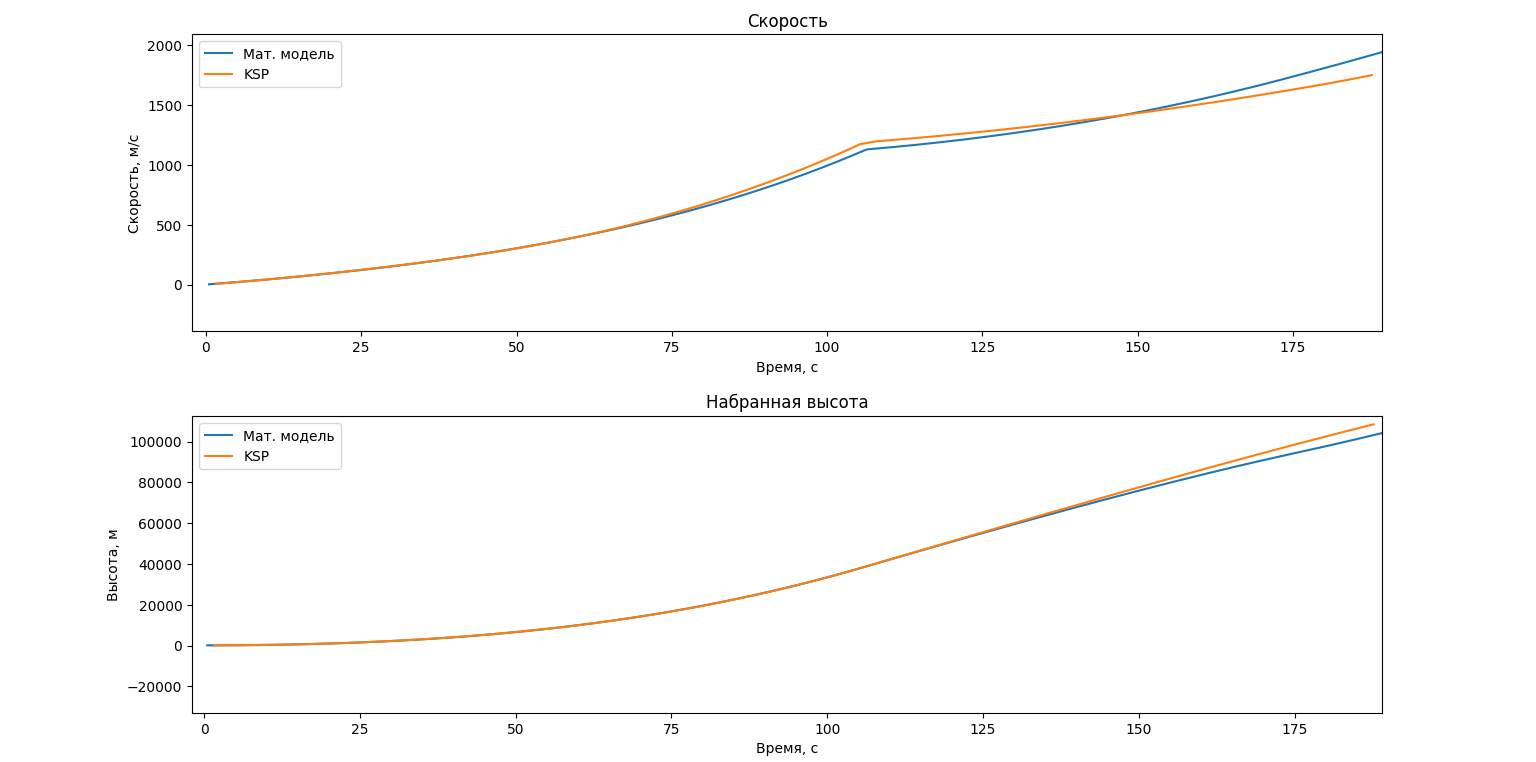 Скорость
Мат. модель
KSP
Скорость, м/с
2000
1500
1000
500
0
0 25 50 75 100 125 150 175
Время, с
Набранная высота
Мат. модель
KSP
Высота, м
100000
80000
60000
40000
20000
0
−20000
0 25 50 75 100 125 150 175
Время, с